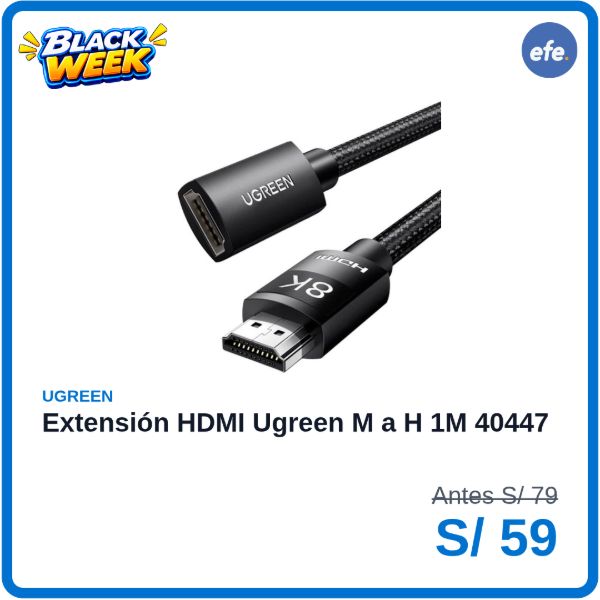 BLACK
WEEK
efe.
UGREEN
HDMI
8K
UGREEN
Extensión HDMI Ugreen M a H 1M 40447
Antes S/ 79
S/ 59